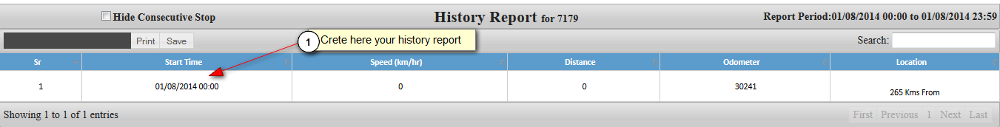 Hide Consecutive Stop History Report for 7179 Report Period:01/08/2014 00:00 to 01/08/2014 23:59
Print Save 1 Crete here your history report Search:
Sr Start Time Speed (km/hr) Distance Odometer Location
1 01/08/2014 00:00 0 0 30241 265 Kms From
Showing 1 to 1 of 1 entries First Previous 1 Next Last